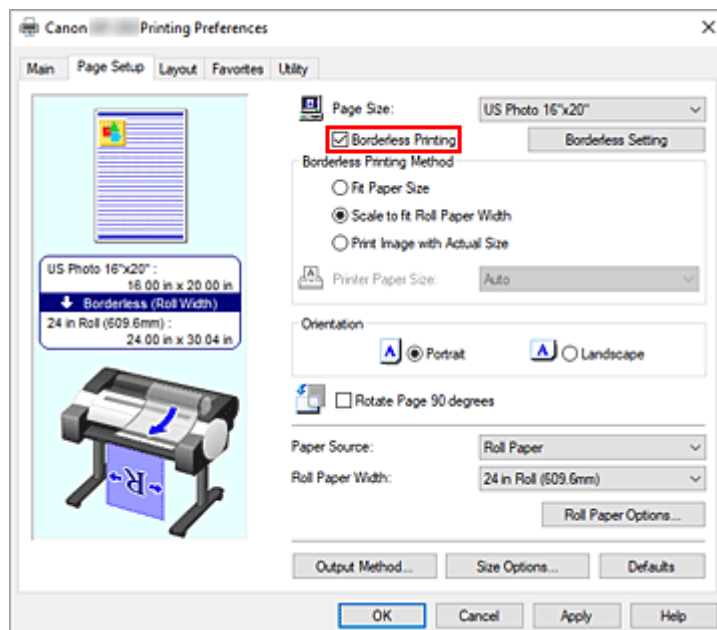 Canon Printing Preferences
Main Page Setup Layout Favorites Utility
Page Size: US Photo 16"x20"
Borderless Printing Borderless Setting
Borderless Printing Method
Fit Paper Size
Scale to fit Roll Paper Width
Print Image with Actual Size
Printer Paper Size: Auto
US Photo 16"x20" :
16.00 in x 20.00 in
Borderless (Roll Width)
24 in Roll (609.6mm) :
24.00 in x 30.04 in
Orientation
A Portrait A Landscape
Rotate Page 90 degrees
R
Paper Source: Roll Paper
Roll Paper Width: 24 in Roll (609.6mm)
Roll Paper Options...
Output Method... Size Options... Defaults
OK Cancel Apply Help